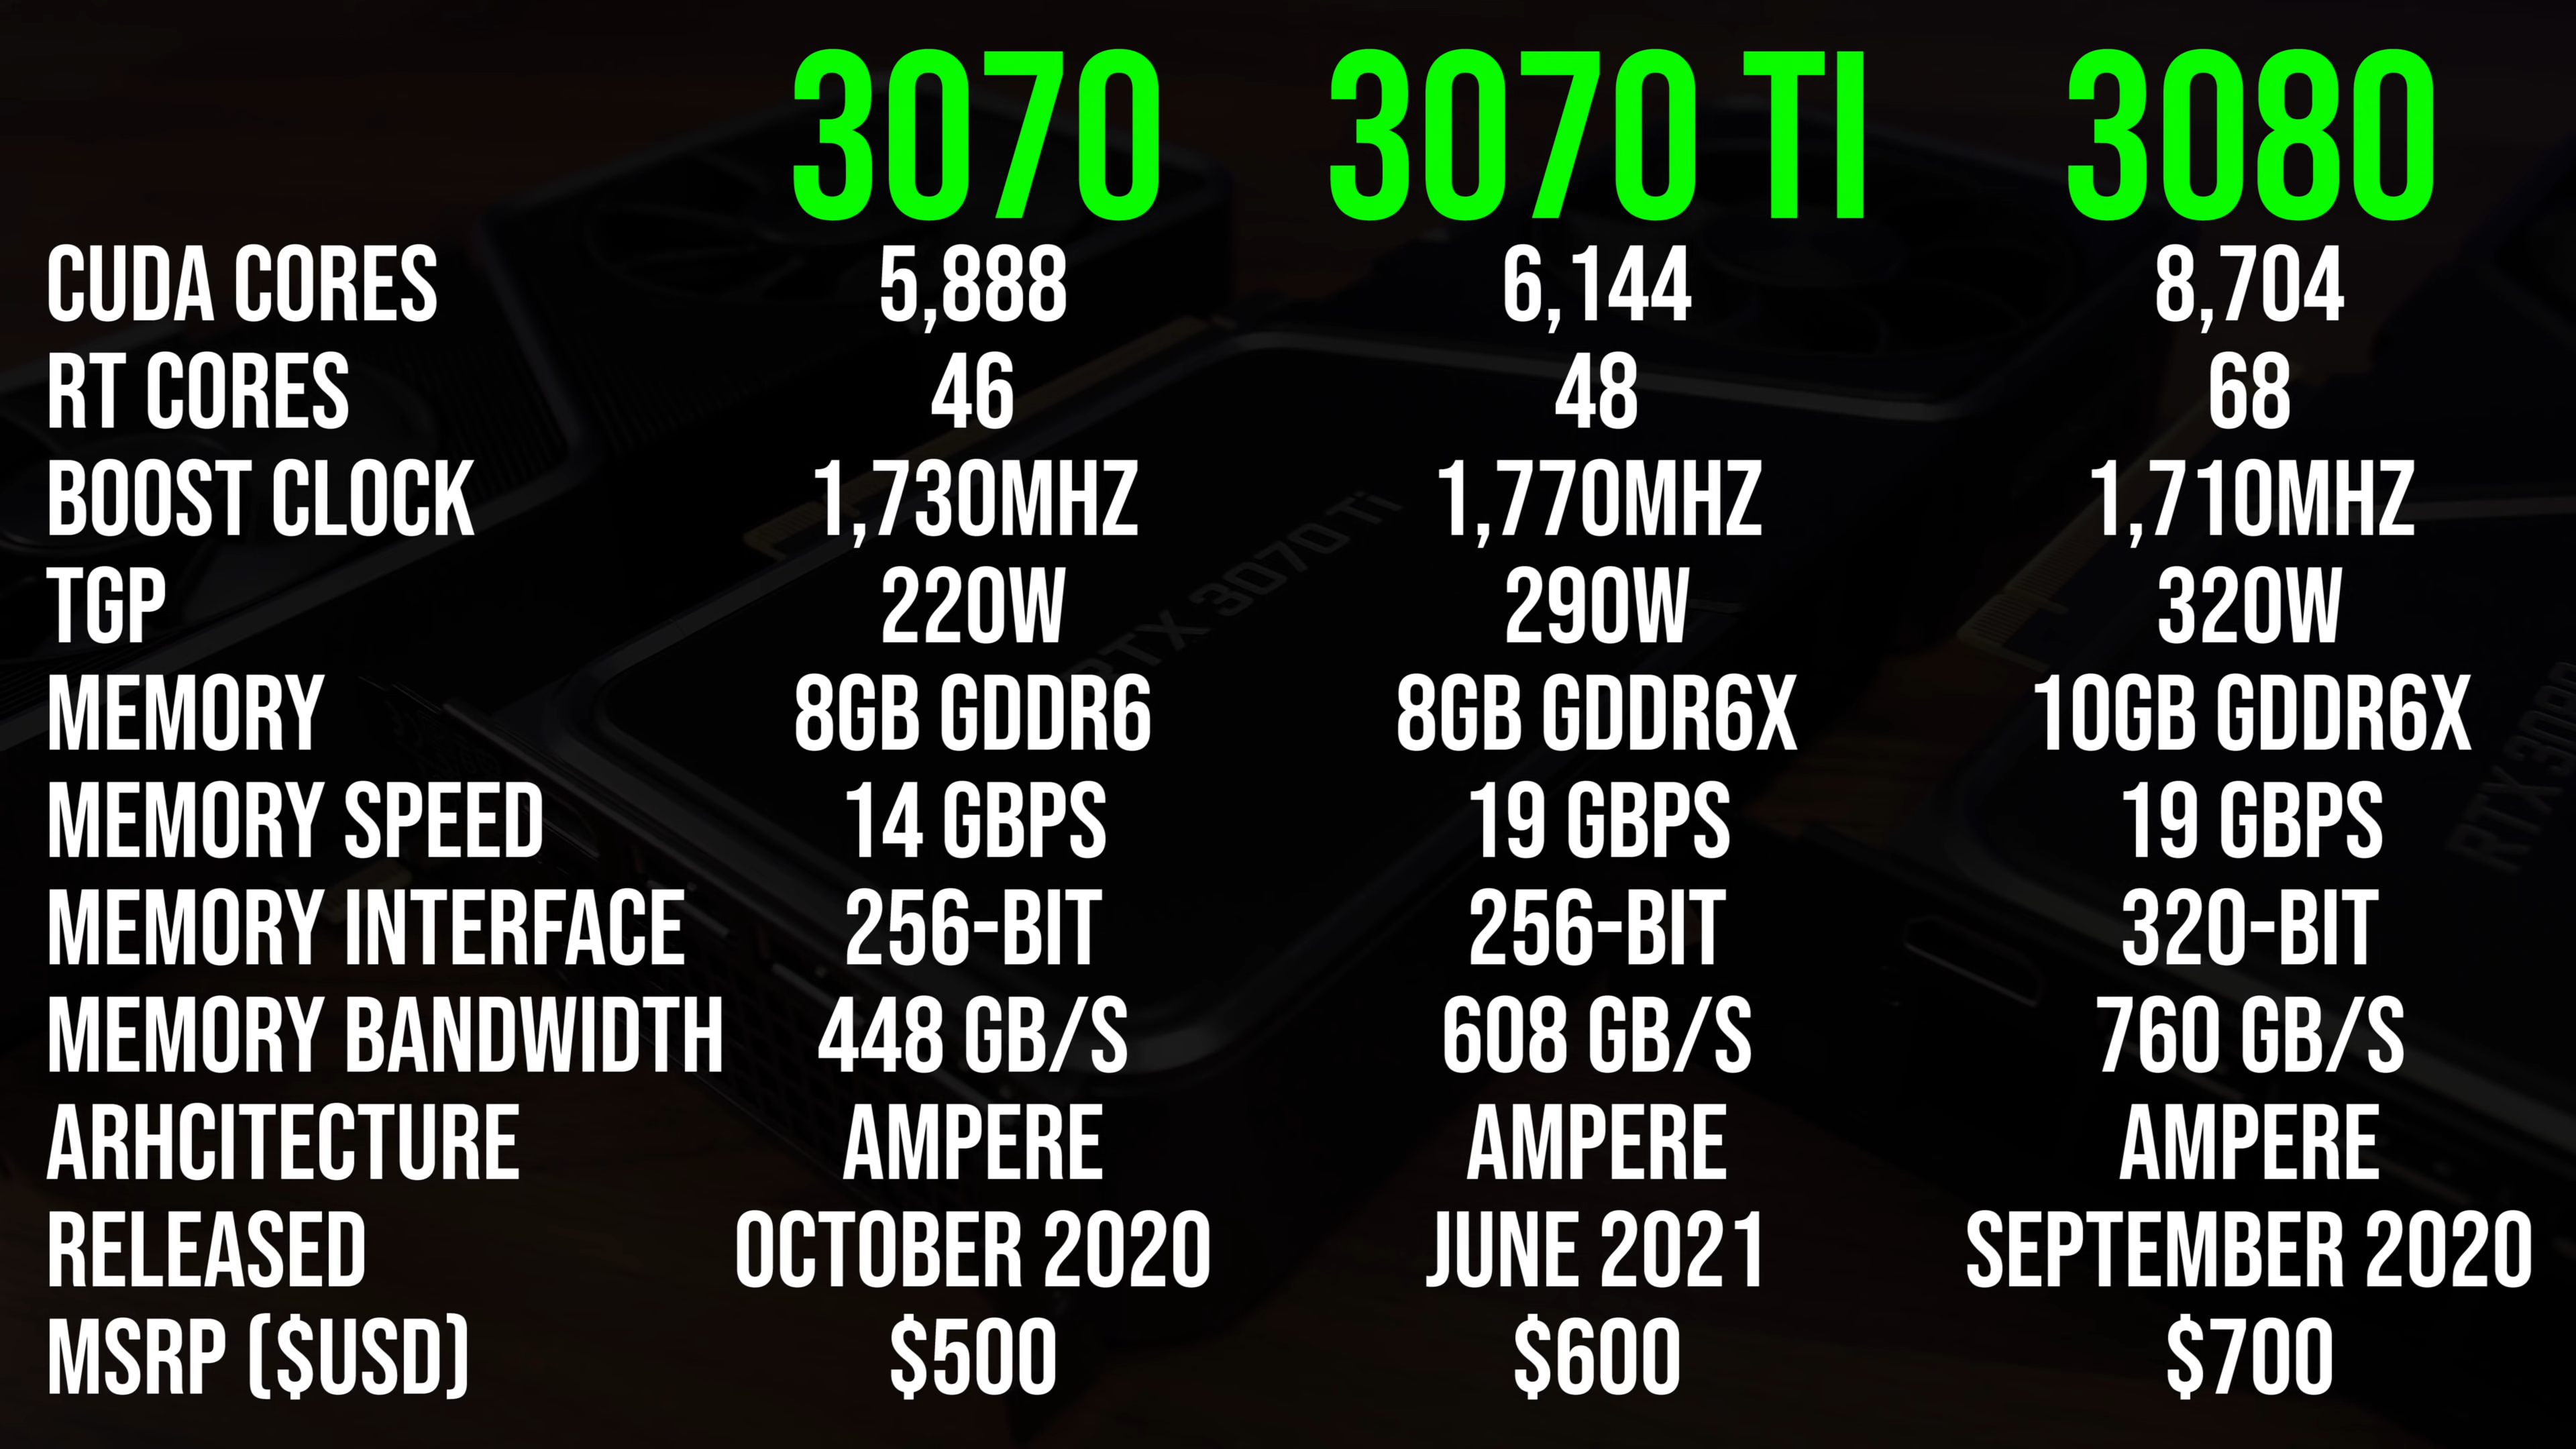 3070 3070 TI 3080
CUDA CORES 5,888 6,144 8,704
RT CORES 46 48 68
BOOST CLOCK 1,730MHZ 1,770MHZ 1,710MHZ
TGP 220W 290W 320W
MEMORY 8GB GDDR6 8GB GDDR6X 10GB GDDR6X
MEMORY SPEED 14 GBPS 19 GBPS 19 GBPS
MEMORY INTERFACE 256-BIT 256-BIT 320-BIT
MEMORY BANDWIDTH 448 GB/S 608 GB/S 760 GB/S
ARHCITECTURE AMPERE AMPERE AMPERE
RELEASED OCTOBER 2020 JUNE 2021 SEPTEMBER 2020
MSRP ($USD) $500 $600 $700
RTX 3070 Ti
RTX